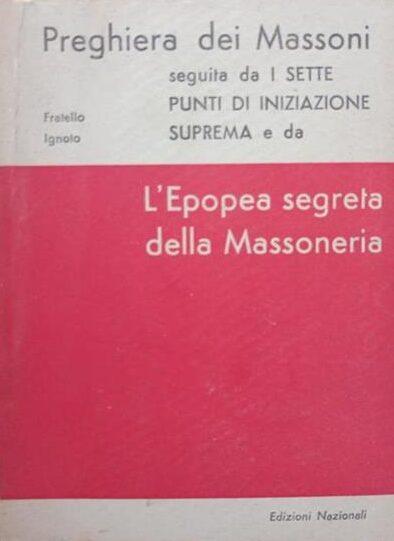 Preghiera dei Massoni
seguita da I SETTE
PUNTI DI INIZIAZIONE
SUPREMA e da
Fratello
Ignoto
L'Epopea segreta
della Massoneria
Edizioni Nazionali